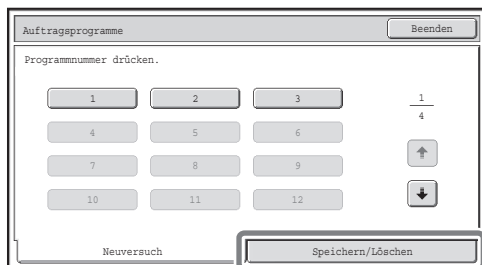 Auftragsprogramme Beenden
Programmnummer drücken.
1 2 3 1
4 5 6 4
7 8 9
10 11 12
Neuversuch Speichern/Löschen